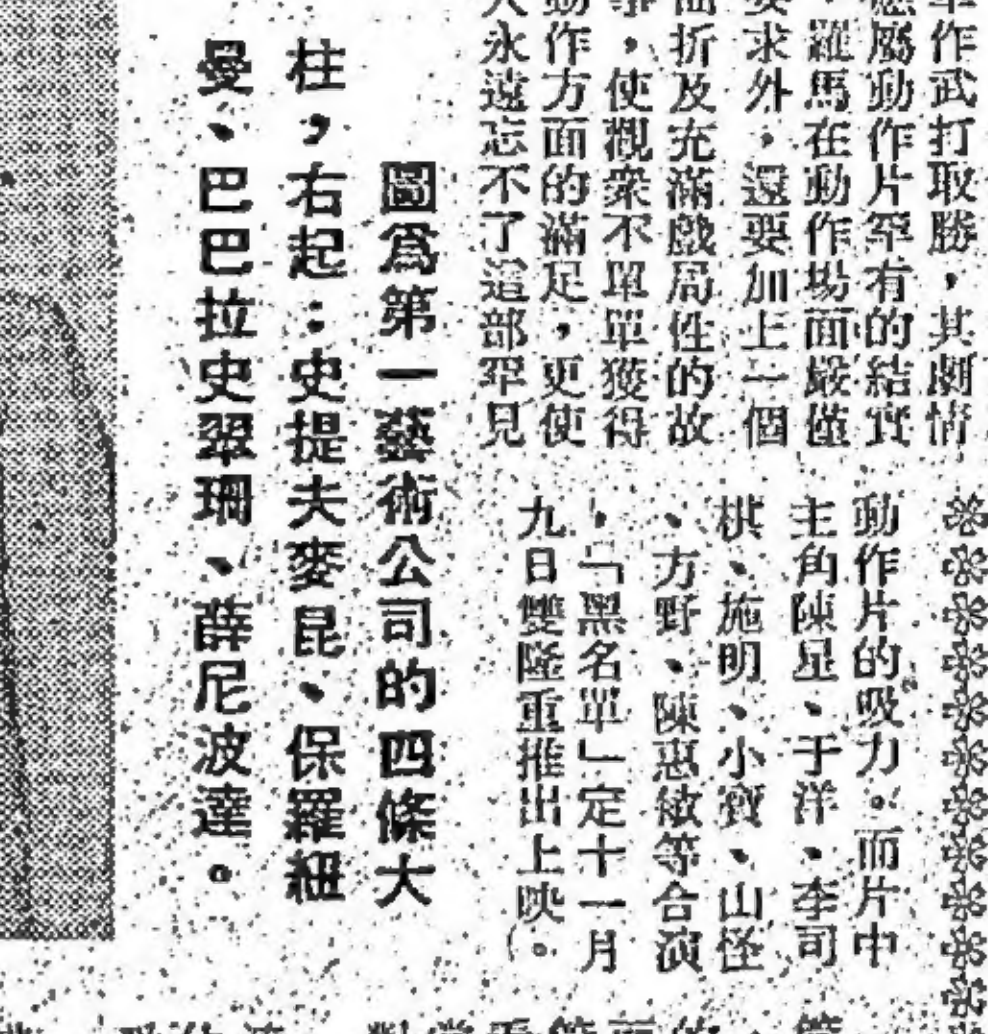 作武打取勝，其劇情
應屬動作片罕有的結實
，羅馬在動作場面嚴僅
要求外，還要加上一個
曲折及充滿戲局性的故
事，使觀衆不單單獲得
動作方面的滿足，更使
人永遠忘不了這部罕見
動作片的吸力。而片中
主角陳星、于洋、李司
棋、施明、小寶、山怪
、方野、陳惠敏等合演
，「黑名單」定十一月
九日雙隆重推出上映。
圖爲第一藝術公司的四條大
柱，右起：史提夫麥昆、保羅紐
曼、巴巴拉史翠珊、薛尼波達。